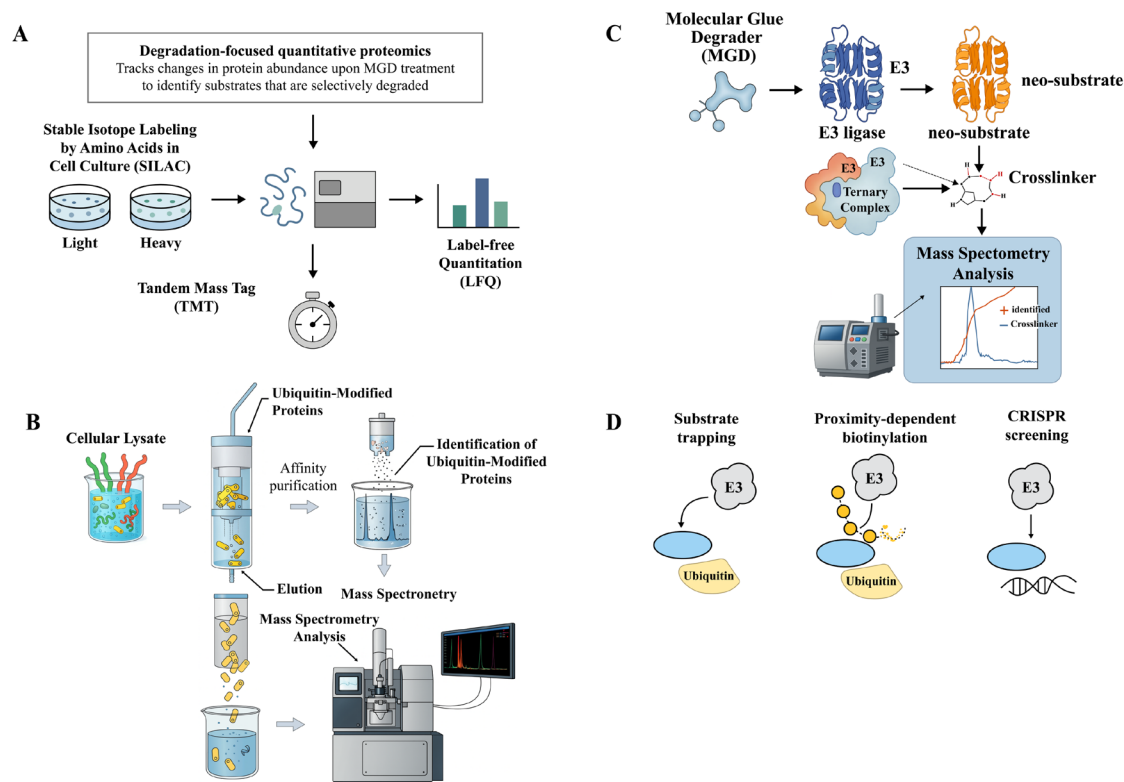 A
Degradation-focused quantitative proteomics
Tracks changes in protein abundance upon MGD treatment
to identify substrates that are selectively degraded
Stable Isotope Labeling
by Amino Acids in
Cell Culture (SILAC)
Light
Heavy
Label-free
Quantitation
(LFQ)
Tandem Mass Tag
(TMT)
B
Cellular Lysate
Ubiquitin-Modified
Proteins
Affinity
purification
Identification of
Ubiquitin-Modified
Proteins
Elution
Mass Spectronetry
Mass Spectrometry
Analysis
C
Molecular Glue
Degrader
(MGD)
E3
E3 ligase
neo-substrate
neo-substrate
E3
E3
Ternary
Complex
H
H
H
H
Crosslinker
Mass Spectometry
Analysis
identified
Crosslinker
D
Substrate
trapping
E3
Ubiquitin
Proximity-dependent
biotinylation
E3
Ubiquitin
CRISPR
screening
E3